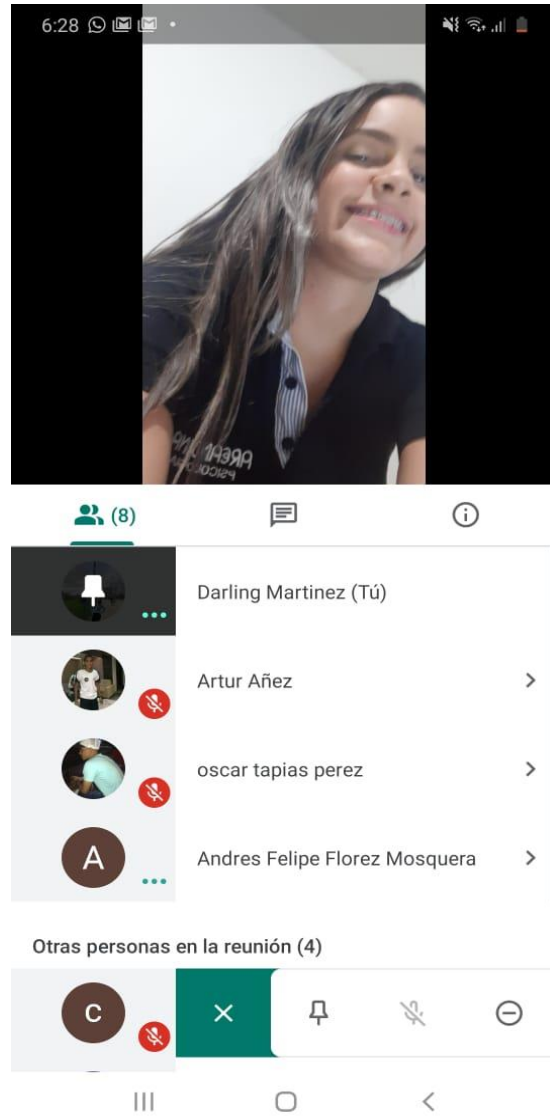 6:28
(8)
Darling Martinez (Tú)
Artur Añez
oscar tapias perez
A
Andres Felipe Florez Mosquera
Otras personas en la reunión (4)
C